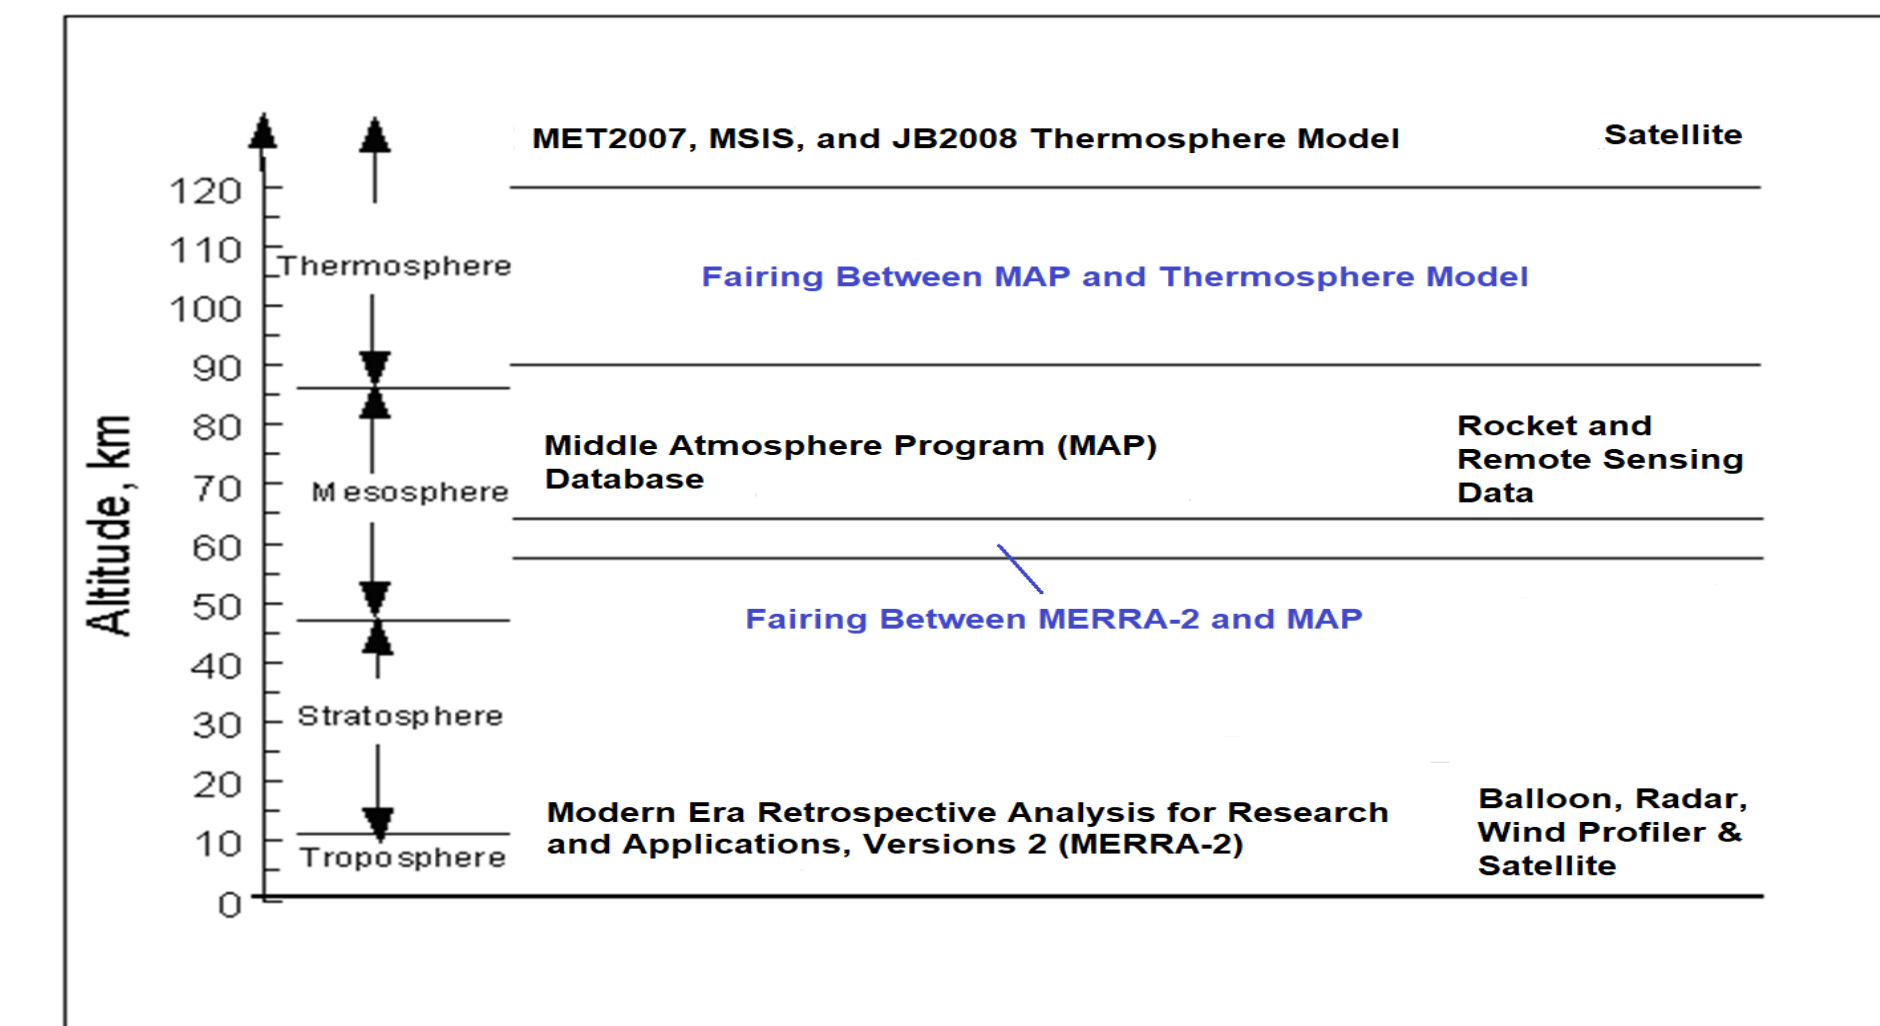 MET2007, MSIS, and JB2008 Thermosphere Model
Satellite
120
110
Thermosphere
Fairing Between MAP and Thermosphere Model
100
90
80
Middle Atmosphere Program (MAP)
Database
Rocket and
Remote Sensing
Data
70
Mesosphere
60
50
Fairing Between MERRA-2 and MAP
Altitude, km
40
30
Stratosphere
20
Modern Era Retrospective Analysis for Research
and Applications, Versions 2 (MERRA-2)
Balloon, Radar,
Wind Profiler &
Satellite
10
Troposphere
0